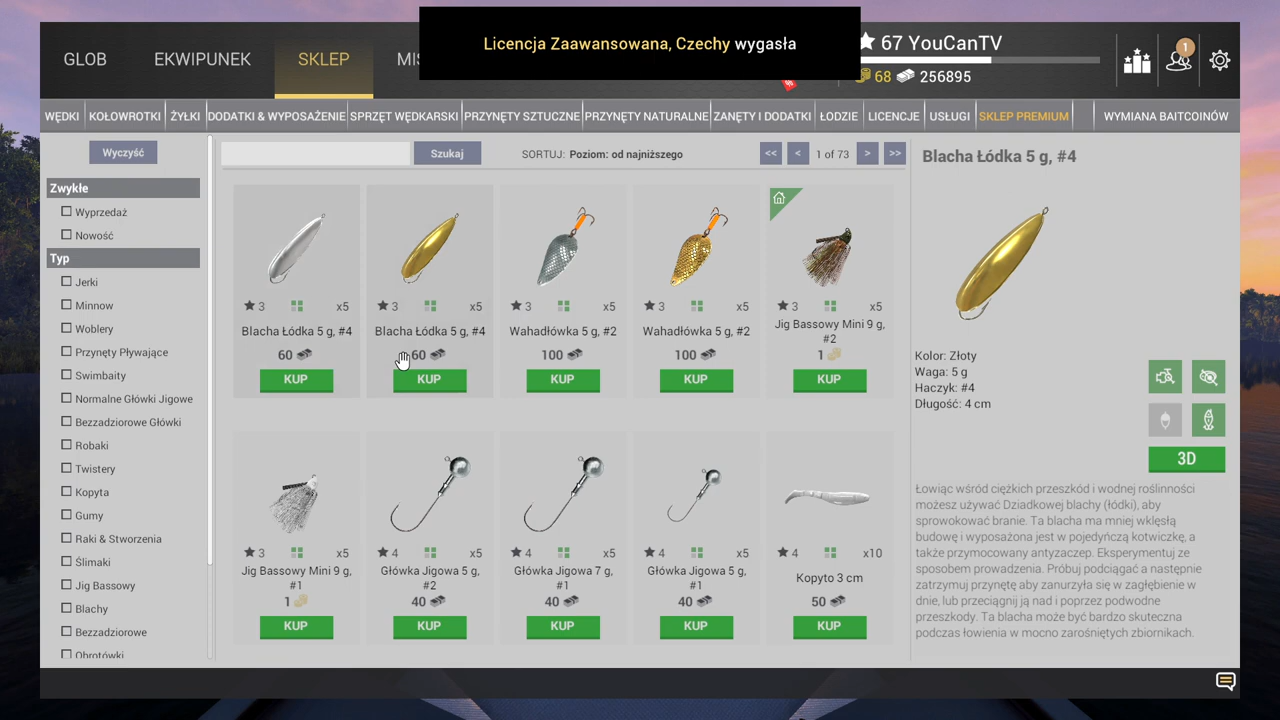 Licencja Zaawansowana, Czechy wygasła
GLOB
EKWIPUNEK
SKLEP
67 YouCanTV
68
256895
1
WĘDKI
KOŁOWROTKI
ŻYŁKI
DODATKI & WYPOSAŻENIE
SPRZĘT WĘDKARSKI
PRZYNĘTY SZTUCZNE
PRZYNĘTY NATURALNE
ZANĘTY I DODATKI
ŁODZIE
LICENCJE
USŁUGI
SKLEP PREMIUM
WYMIANA BAITCOINÓW
Wyczyść
Zwykłe
Wyprzedaż
Nowość
Typ
Jerki
Minnow
Woblery
Przynęty Pływające
Swimbaity
Normalne Główki Jigowe
Bezzadziorowe Główki
Robaki
Twistery
Kopyta
Gumy
Raki & Stworzenia
Ślimaki
Jig Bassowy
Blachy
Bezzadziorowe
Obrotówki
Szukaj
SORTUJ: Poziom: od najniższego
<< < 1 of 73 > >>
3 x5
Blacha Łódka 5 g, #4
60
KUP
3 x5
Blacha Łódka 5 g, #4
60
KUP
3 x5
Wahadłówka 5 g, #2
100
KUP
3 x5
Wahadłówka 5 g, #2
100
KUP
3 x5
Jig Bassowy Mini 9 g,
#2
1
KUP
3 x5
Jig Bassowy Mini 9 g,
#1
1
KUP
4 x5
Główka Jigowa 5 g,
#2
40
KUP
4 x5
Główka Jigowa 7 g,
#1
40
KUP
4 x5
Główka Jigowa 5 g,
#1
40
KUP
4 x10
Kopyto 3 cm
50
KUP
Blacha Łódka 5 g, #4
Kolor: Złoty
Waga: 5 g
Haczyk: #4
Długość: 4 cm
3D
Łowiąc wśród ciężkich przeszkód i wodnej roślinności
możesz używać Dziadkowej blachy (łódki), aby
sprowokować branie. Ta blacha ma mniej wklęsłą
budowę i wyposażona jest w pojedyńczą kotwiczkę, a
także przymocowany antyzaczep. Eksperymentuj ze
sposobem prowadzenia. Próbuj podciągać a następnie
zatrzymuj przynętę aby zanurzyła się w zagłębienie w
dnie, lub przeciągnij ją nad i poprzez podwodne
przeszkody. Ta blacha może być bardzo skuteczna
podczas łowienia w mocno zarośniętych zbiornikach.